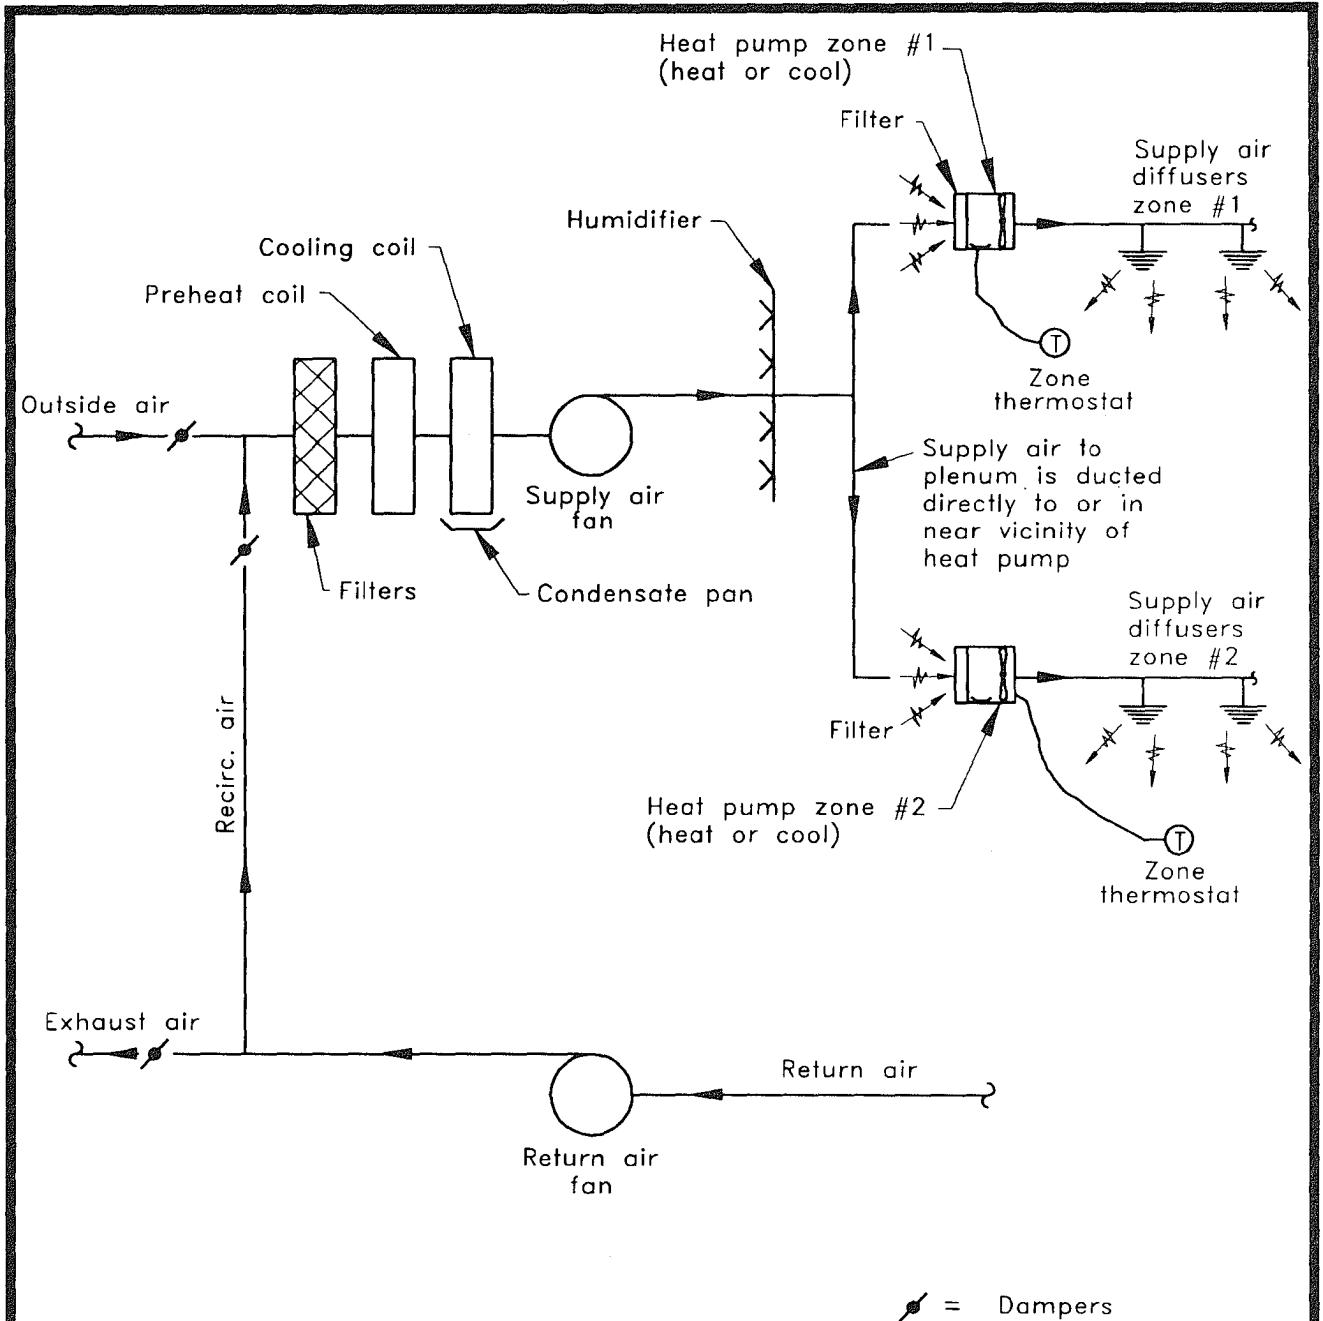 Heat pump zone #1
(heat or cool)
Filter
Supply air
diffusers
zone #1
Humidifier
Cooling coil
Preheat coil
T
Zone
thermostat
Outside air
Supply air to
plenum is ducted
directly to or in
near vicinity of
heat pump
Supply air
fan
Filters
Condensate pan
Supply air
diffusers
zone #2
Filter
Recirc. air
Heat pump zone #2
(heat or cool)
T
Zone
thermostat
Exhaust air
Return air
Return air
fan
= Dampers